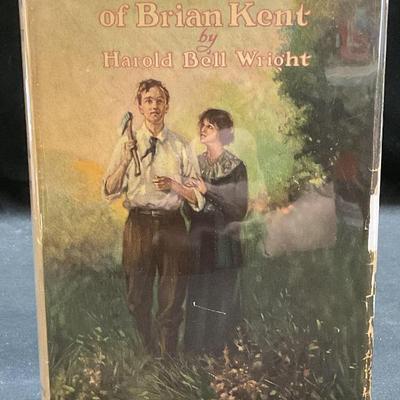 of Brian Kent
by
Harold Bell Wright